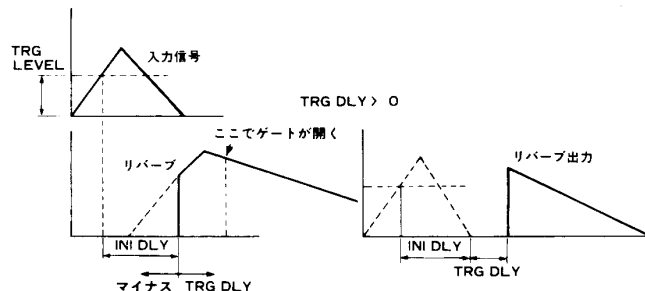 TRG
LEVEL
入力信号
TRG DLY > 0
ここでゲートが開く
リバーブ
リバーブ出力
INI DLY
INI DLY
TRG DLY
マイナス TRG DLY